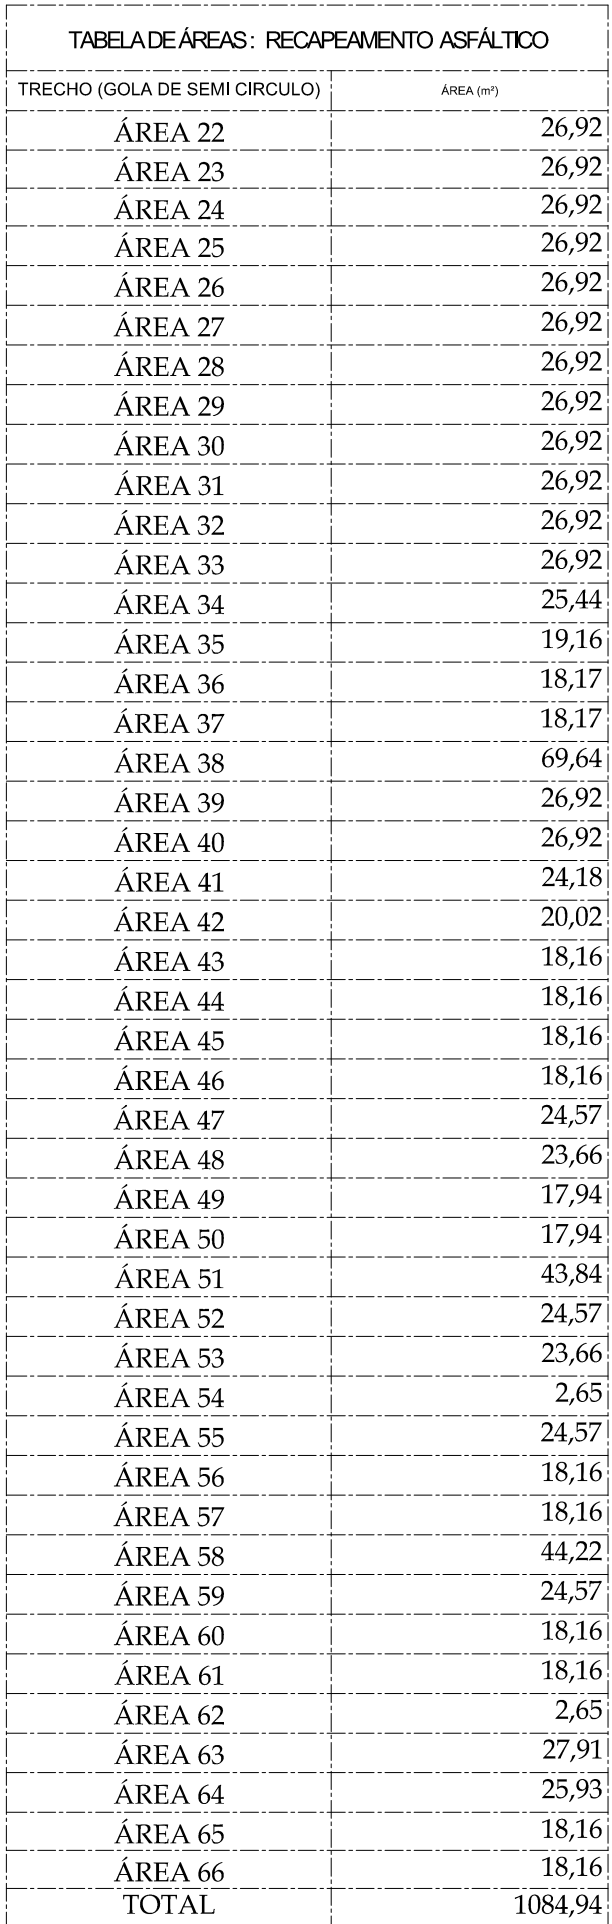 TABELA DE ÁREAS: RECAPEAMENTO ASFÁLTICO
TRECHO (GOLA DE SEMI CIRCULO) ÁREA (m²)
ÁREA 22 26,92
ÁREA 23 26,92
ÁREA 24 26,92
ÁREA 25 26,92
ÁREA 26 26,92
ÁREA 27 26,92
ÁREA 28 26,92
ÁREA 29 26,92
ÁREA 30 26,92
ÁREA 31 26,92
ÁREA 32 26,92
ÁREA 33 26,92
ÁREA 34 25,44
ÁREA 35 19,16
ÁREA 36 18,17
ÁREA 37 18,17
ÁREA 38 69,64
ÁREA 39 26,92
ÁREA 40 26,92
ÁREA 41 24,18
ÁREA 42 20,02
ÁREA 43 18,16
ÁREA 44 18,16
ÁREA 45 18,16
ÁREA 46 18,16
ÁREA 47 24,57
ÁREA 48 23,66
ÁREA 49 17,94
ÁREA 50 17,94
ÁREA 51 43,84
ÁREA 52 24,57
ÁREA 53 23,66
ÁREA 54 2,65
ÁREA 55 24,57
ÁREA 56 18,16
ÁREA 57 18,16
ÁREA 58 44,22
ÁREA 59 24,57
ÁREA 60 18,16
ÁREA 61 18,16
ÁREA 62 2,65
ÁREA 63 27,91
ÁREA 64 25,93
ÁREA 65 18,16
ÁREA 66 18,16
TOTAL 1084,94